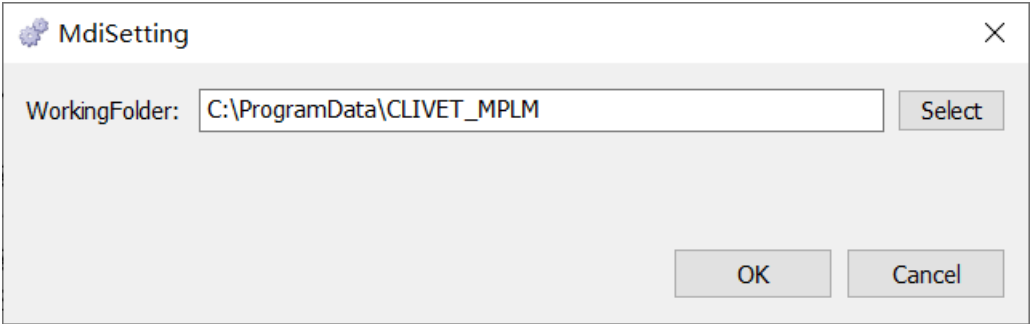 MdiSetting
WorkingFolder: C:\ProgramData\CLIVET_MPLM Select
OK Cancel